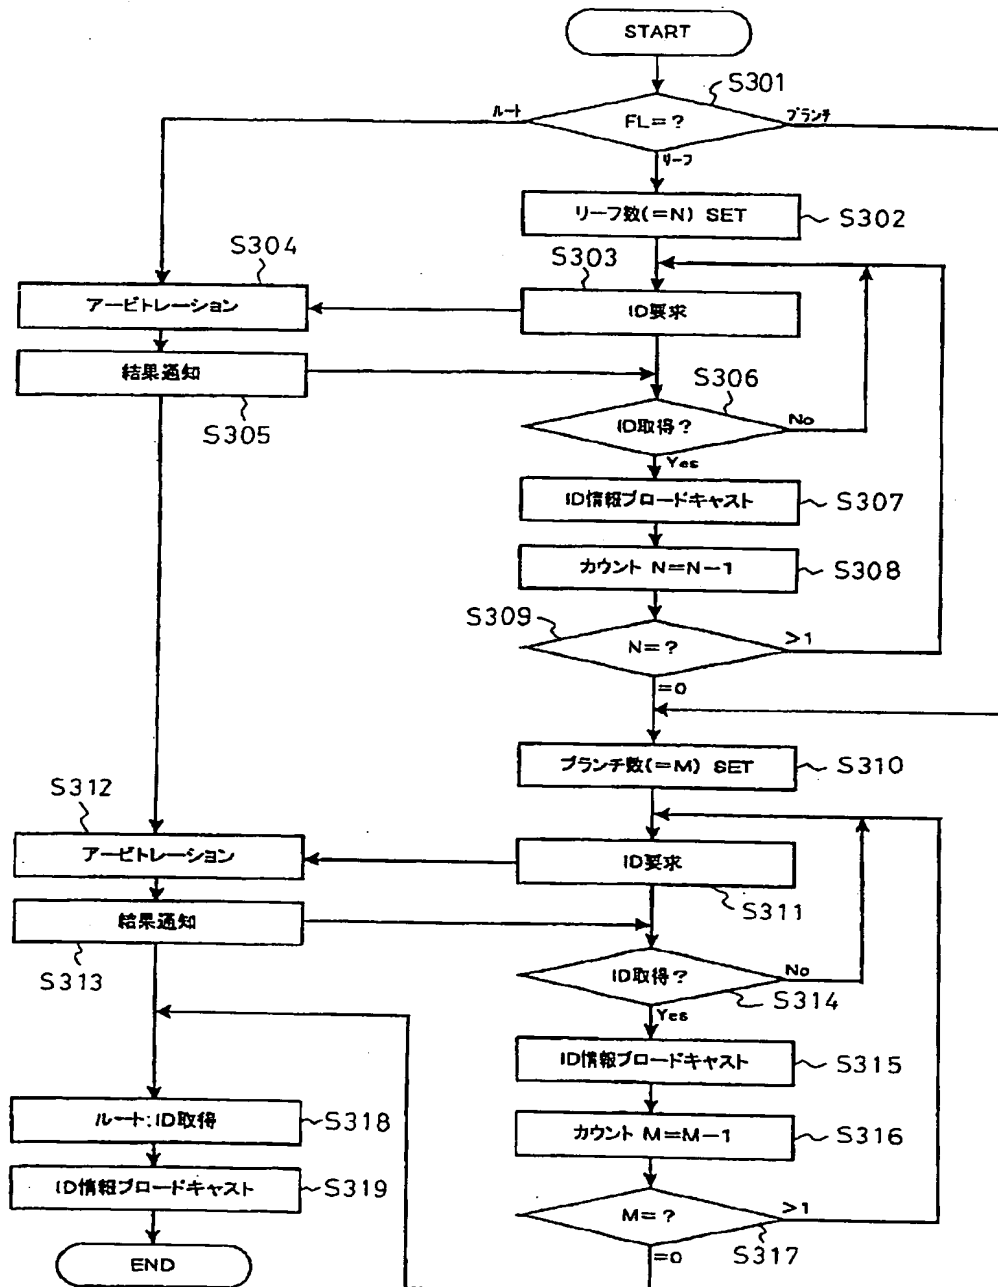 START
S301
FL=?
ルート
ブランチ
リーフ
リーフ数(=N) SET
S302
S304
S303
アービトレーション
ID要求
結果通知
S305
S306
ID取得?
No
Yes
ID情報ブロードキャスト
S307
カウント N=N-1
S308
S309
N=?
>1
=0
ブランチ数(=M) SET
S310
S312
アービトレーション
ID要求
S311
結果通知
S313
ID取得?
No
S314
Yes
ID情報ブロードキャスト
S315
カウント M=M-1
S316
ルート:ID取得
S318
ID情報ブロードキャスト
S319
M=?
>1
S317
=0
END